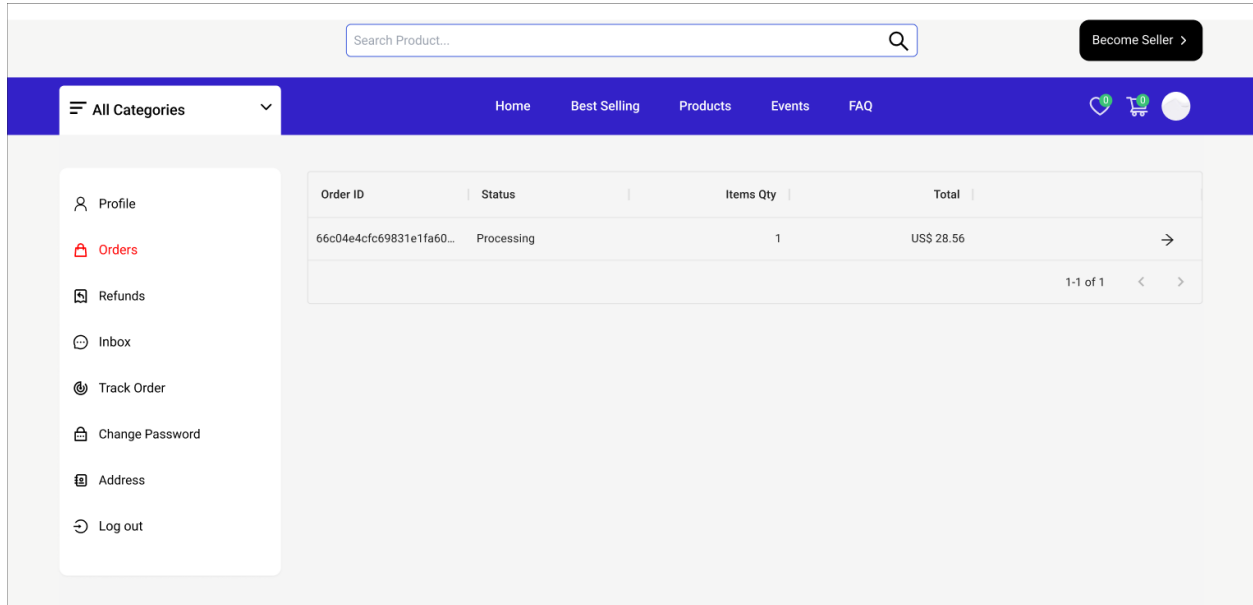 Search Product...
Become Seller >
All Categories
Home Best Selling Products Events FAQ
0 0
Profile
Orders
Refunds
Inbox
Track Order
Change Password
Address
Log out
Order ID Status Items Qty Total
66c04e4cfc69831e1fa60... Processing 1 US$ 28.56
1-1 of 1